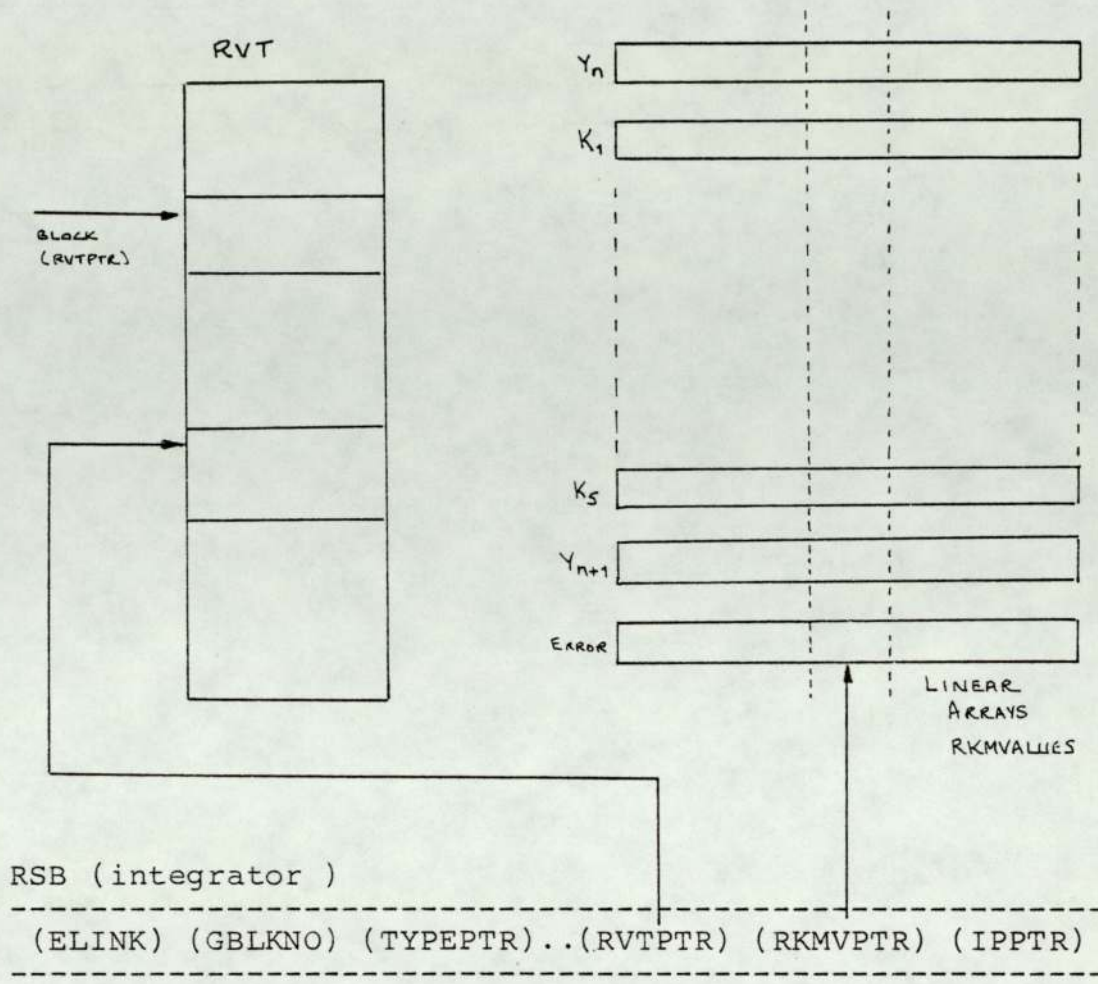 RVT
Yn
K1
BLOCK
(RVTPTR)
K5
Yn+1
ERROR
LINEAR
ARRAYS
RKMVALUES
RSB (integrator )
(ELINK) (GBLKNO) (TYPEPTR)..(RVTPTR) (RKMVPTR) (IPPTR)